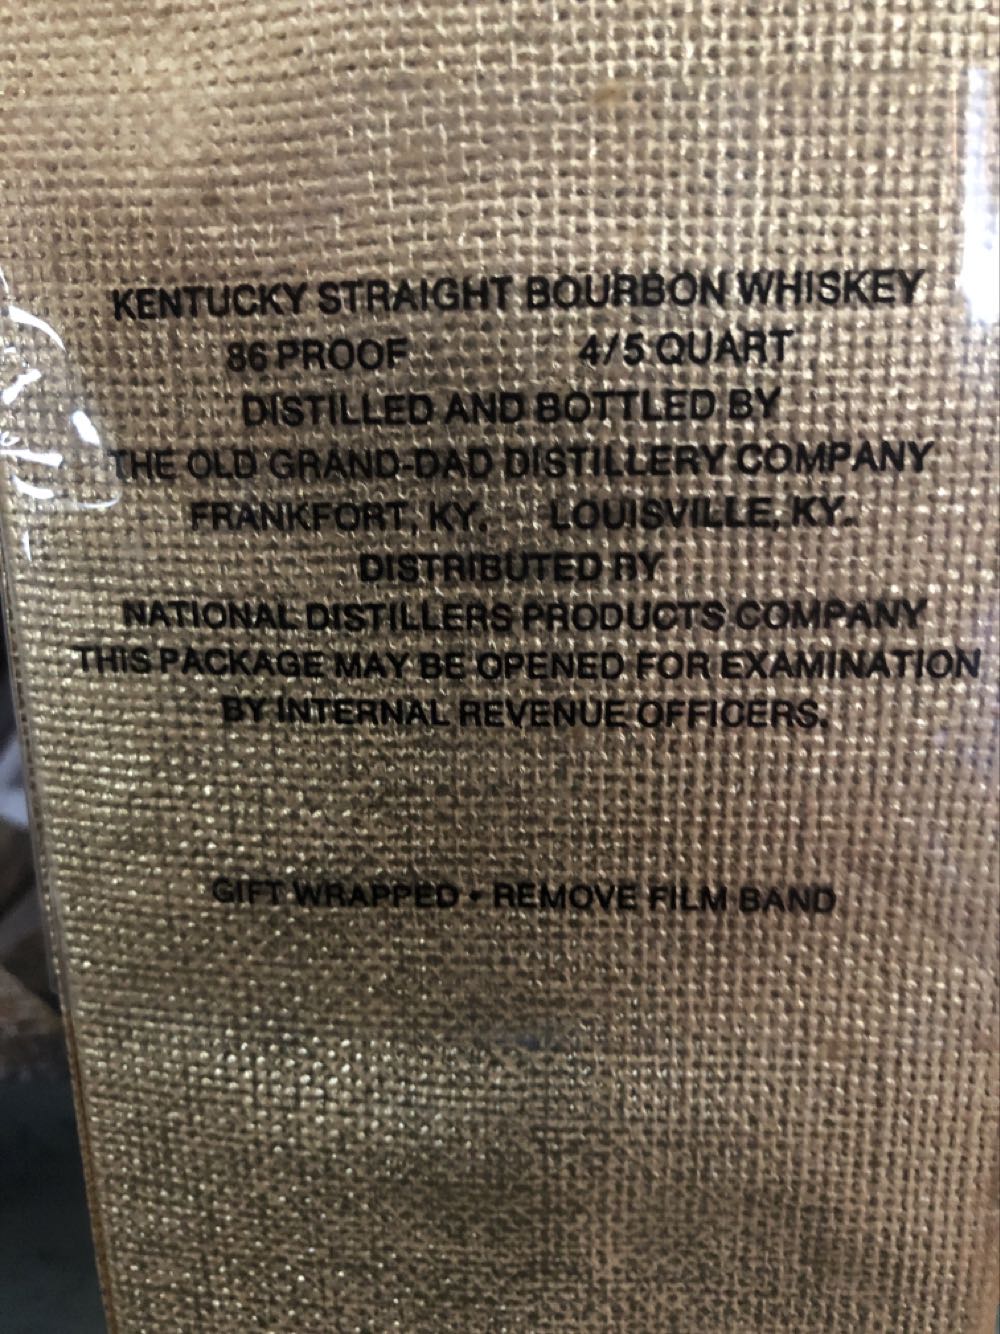 KENTUCKY STRAIGHT BOURBON WHISKEY
86 PROOF 4/5 QUART
DISTILLED AND BOTTLED BY
THE OLD GRAND-DAD DISTILLERY COMPANY
FRANKFORT, KY. LOUISVILLE, KY.
DISTRIBUTED BY
NATIONAL DISTILLERS PRODUCTS COMPANY
THIS PACKAGE MAY BE OPENED FOR EXAMINATION
BY INTERNAL REVENUE OFFICERS.
GIFT WRAPPED • REMOVE FILM BAND